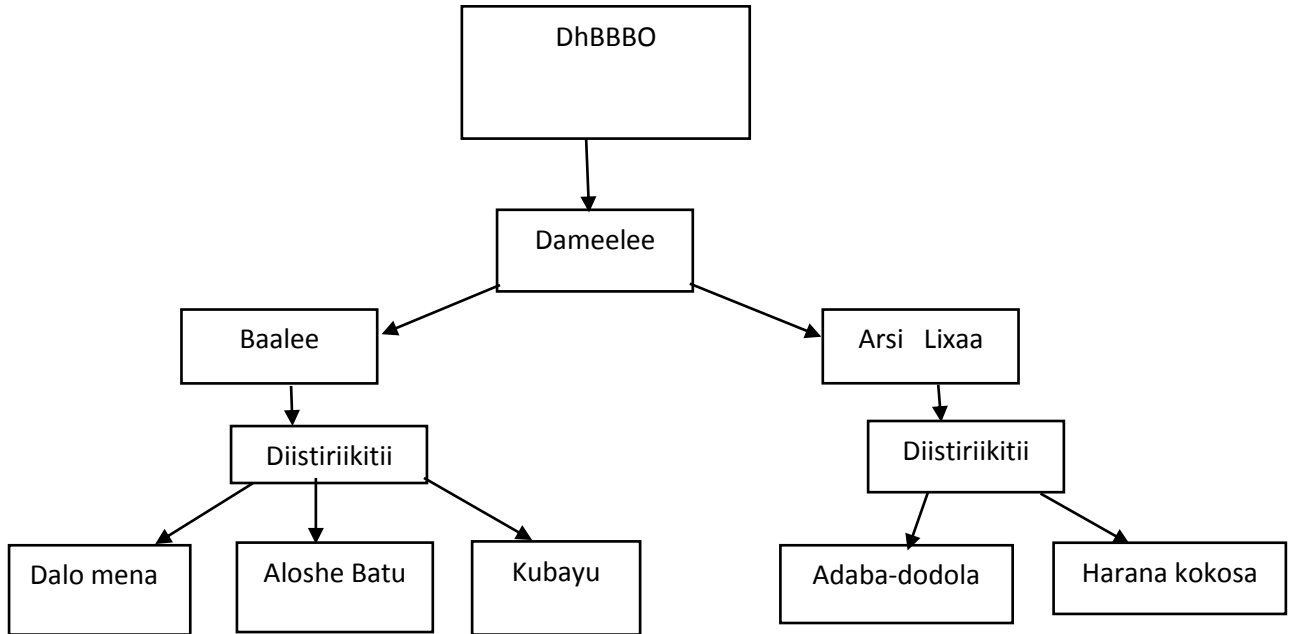 DhBBBO
Dameelee
Baalee
Arsi Lixaa
Diistiriikitii
Diistiriikitii
Dalo mena
Aloshe Batu
Kubayu
Adaba-dodola
Harana kokosa